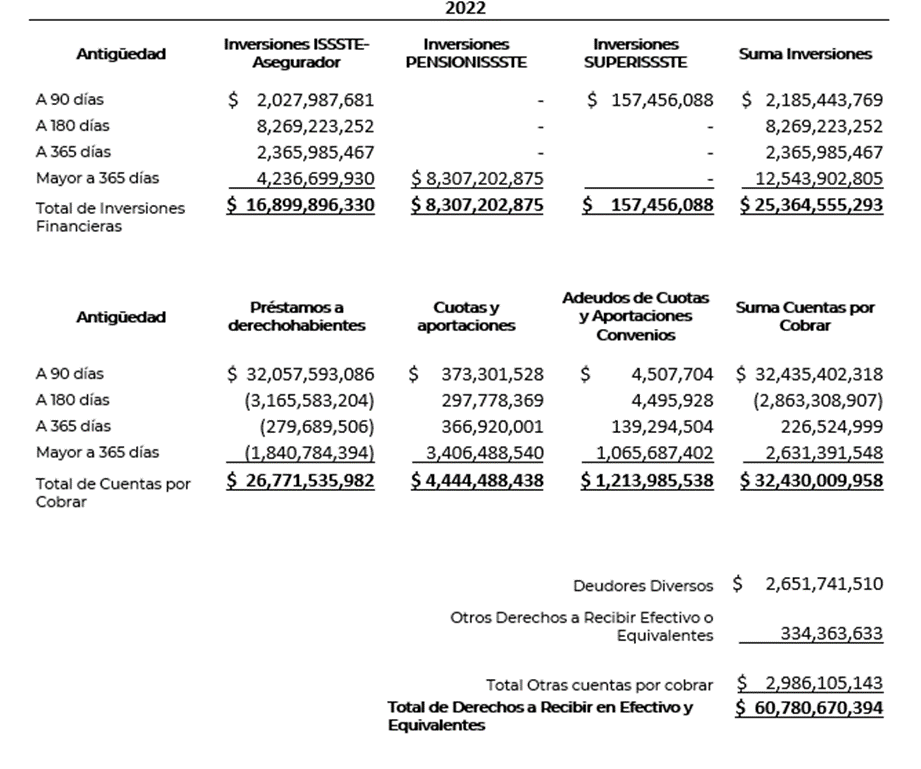 2022
Antigüedad Inversiones ISSSTE-Asegurador Inversiones PENSIONISSSTE Inversiones SUPERISSSTE Suma Inversiones
A 90 días $ 2,027,987,681 - $ 157,456,088 $ 2,185,443,769
A 180 días 8,269,223,252 - - 8,269,223,252
A 365 días 2,365,985,467 - - 2,365,985,467
Mayor a 365 días 4,236,699,930 $ 8,307,202,875 - 12,543,902,805
Total de Inversiones Financieras $ 16,899,896,330 $ 8,307,202,875 $ 157,456,088 $ 25,364,555,293
Antigüedad Préstamos a derechohabientes Cuotas y aportaciones Adeudos de Cuotas y Aportaciones Convenios Suma Cuentas por Cobrar
A 90 días $ 32,057,593,086 $ 373,301,528 $ 4,507,704 $ 32,435,402,318
A 180 días (3,165,583,204) 297,778,369 4,495,928 (2,863,308,907)
A 365 días (279,689,506) 366,920,001 139,294,504 226,524,999
Mayor a 365 días (1,840,784,394) 3,406,488,540 1,065,687,402 2,631,391,548
Total de Cuentas por Cobrar $ 26,771,535,982 $ 4,444,488,438 $ 1,213,985,538 $ 32,430,009,958
Deudores Diversos $ 2,651,741,510
Otros Derechos a Recibir Efectivo o
Equivalentes 334,363,633
Total Otras cuentas por cobrar $ 2,986,105,143
Total de Derechos a Recibir en Efectivo y $ 60,780,670,394
Equivalentes